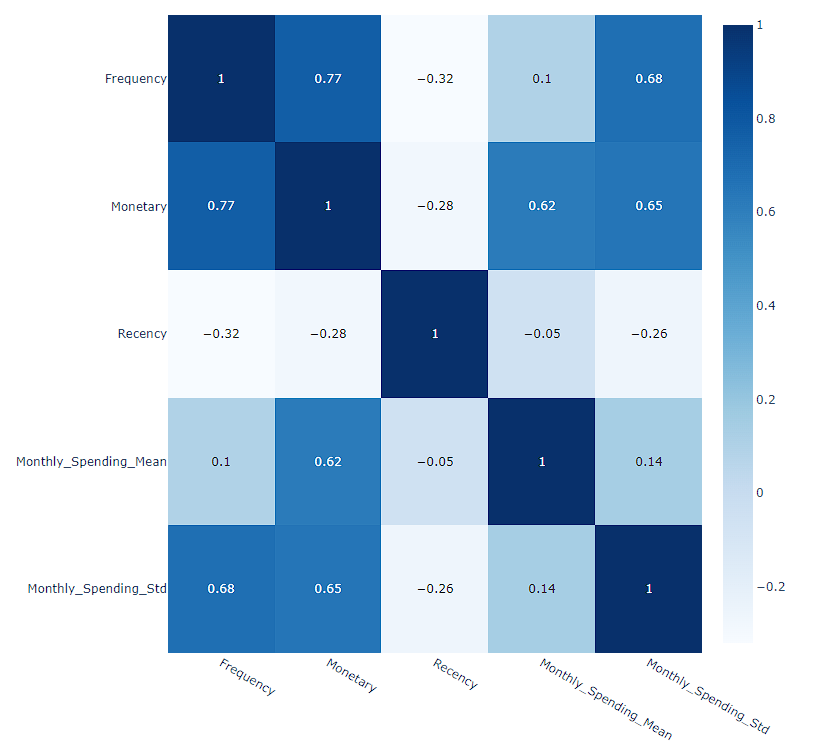 Frequency 1 0.77 −0.32 0.1 0.68
Monetary 0.77 1 −0.28 0.62 0.65
Recency −0.32 −0.28 1 −0.05 −0.26
Monthly_Spending_Mean 0.1 0.62 −0.05 1 0.14
Monthly_Spending_Std 0.68 0.65 −0.26 0.14 1
Frequency
Monetary
Recency
Monthly_Spending_Mean
Monthly_Spending_Std
1
0.8
0.6
0.4
0.2
0
−0.2